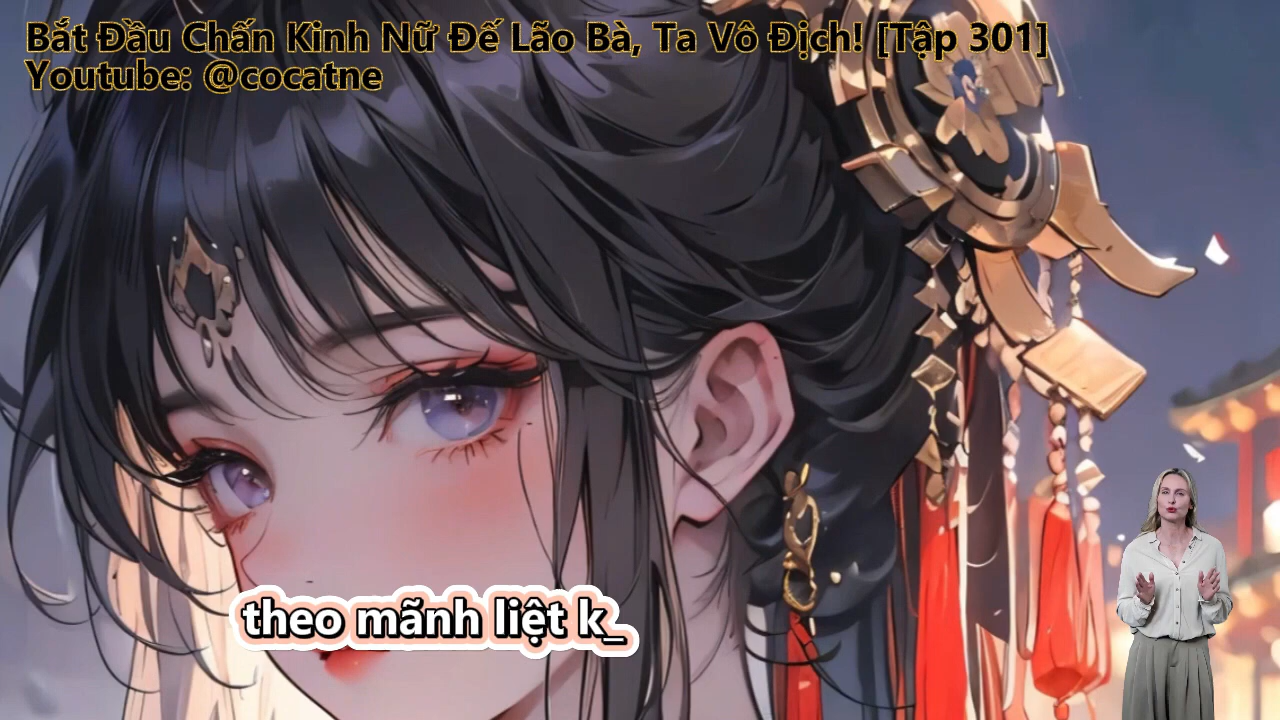 Bắt Đầu Chấn Kinh Nữ Đế Lão Bà, Ta Vô Địch! [Tập 301]
Youtube: @cocatne
theo mãnh liệt k_